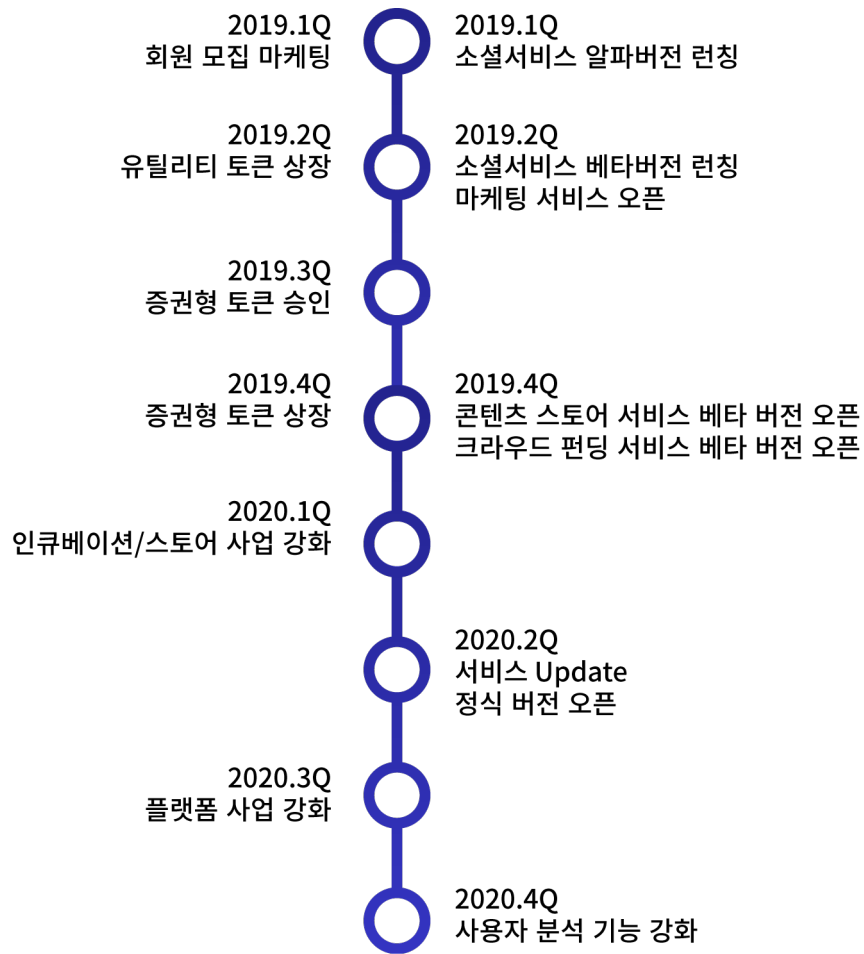 2019.1Q
회원 모집 마케팅
2019.1Q
소셜서비스 알파버전 런칭
2019.2Q
유틸리티 토큰 상장
2019.2Q
소셜서비스 베타버전 런칭
마케팅 서비스 오픈
2019.3Q
증권형 토큰 승인
2019.4Q
증권형 토큰 상장
2019.4Q
콘텐츠 스토어 서비스 베타 버전 오픈
크라우드 펀딩 서비스 베타 버전 오픈
2020.1Q
인큐베이션/스토어 사업 강화
2020.2Q
서비스 Update
정식 버전 오픈
2020.3Q
플랫폼 사업 강화
2020.4Q
사용자 분석 기능 강화